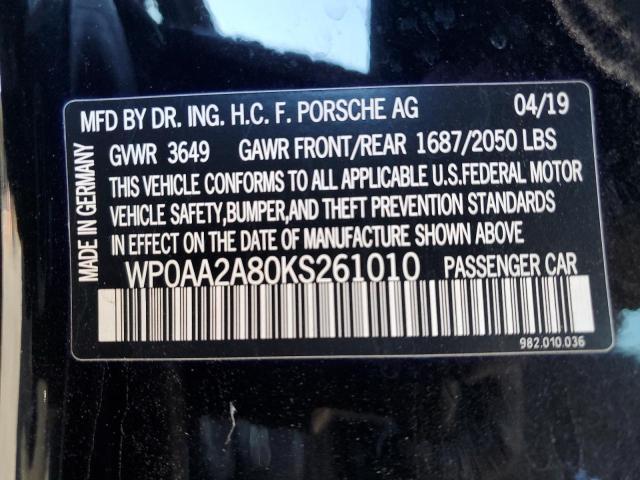 MFD BY DR. ING. H.C. F. PORSCHE AG 04/19
GVWR 3649 GAWR FRONT/REAR 1687/2050 LBS
THIS VEHICLE CONFORMS TO ALL APPLICABLE U.S.FEDERAL MOTOR
VEHICLE SAFETY,BUMPER,AND THEFT PREVENTION STANDARDS
IN EFFECT ON THE DATE OF MANUFACTURE SHOWN ABOVE
WP0AA2A80KS261010 PASSENGER CAR
982.010.036
MADE IN GERMANY